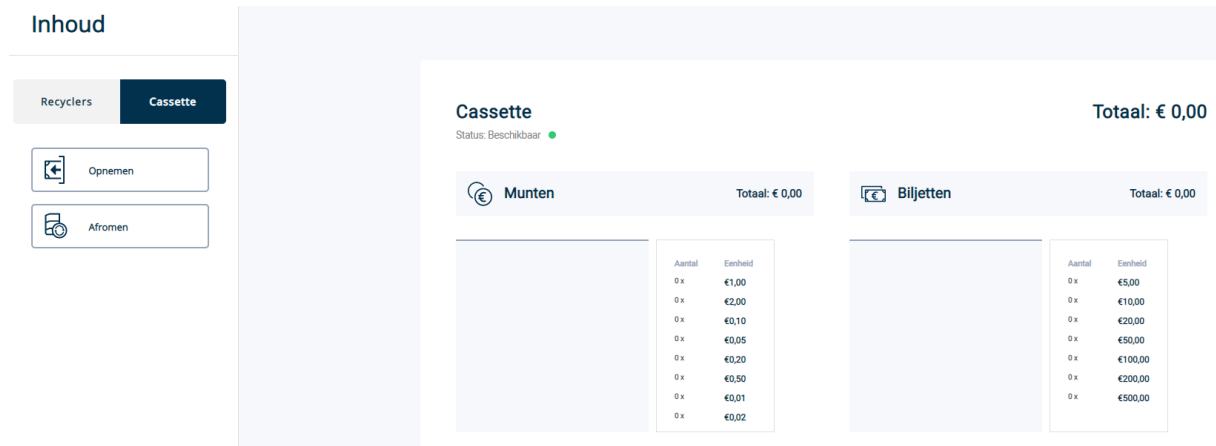 Inhoud
Recyclers
Cassette
Opnemen
Afromen
Cassette
Totaal: € 0,00
Status: Beschikbaar
Munten
Totaal: € 0,00
Aantal Eenheid
0 x €1,00
0 x €2,00
0 x €0,10
0 x €0,05
0 x €0,20
0 x €0,50
0 x €0,01
0 x €0,02
Biljetten
Totaal: € 0,00
Aantal Eenheid
0 x €5,00
0 x €10,00
0 x €20,00
0 x €50,00
0 x €100,00
0 x €200,00
0 x €500,00